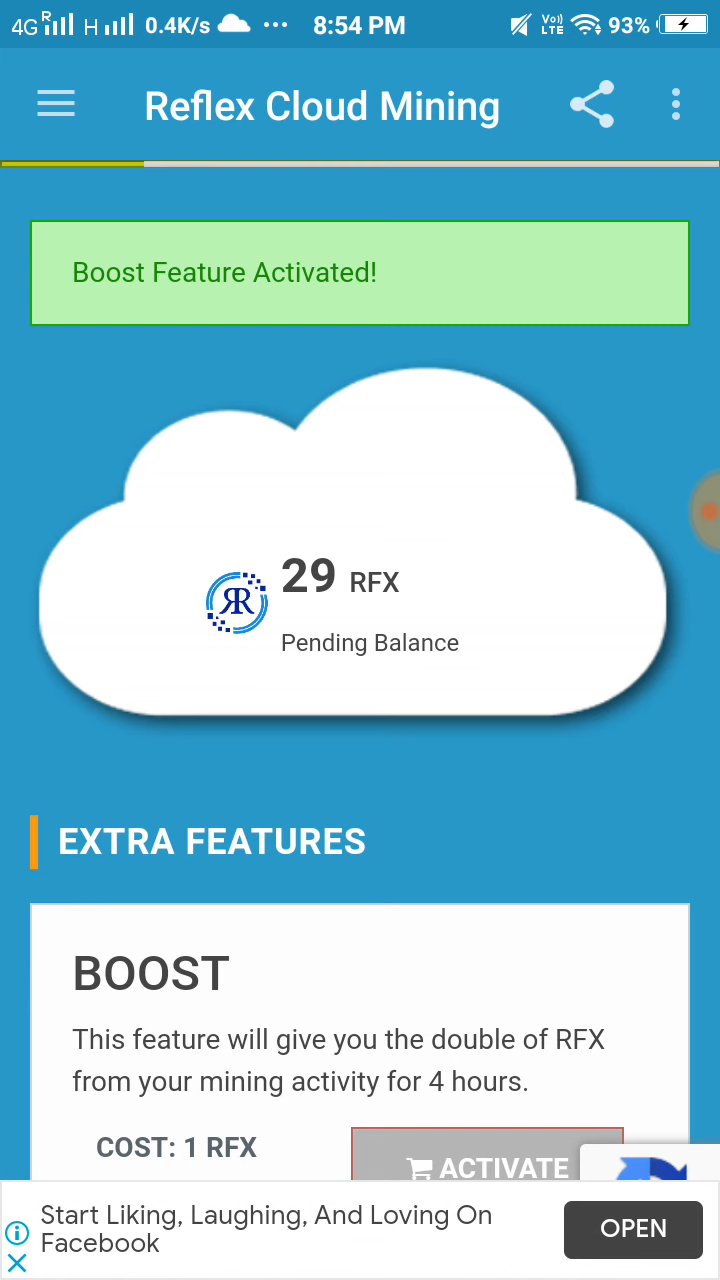 4G R H 0.4K/s 8:54 PM Vo) LTE 93%
Reflex Cloud Mining
Boost Feature Activated!
29 RFX
Pending Balance
EXTRA FEATURES
BOOST
This feature will give you the double of RFX
from your mining activity for 4 hours.
COST: 1 RFX
ACTIVATE
Start Liking, Laughing, And Loving On
Facebook
OPEN